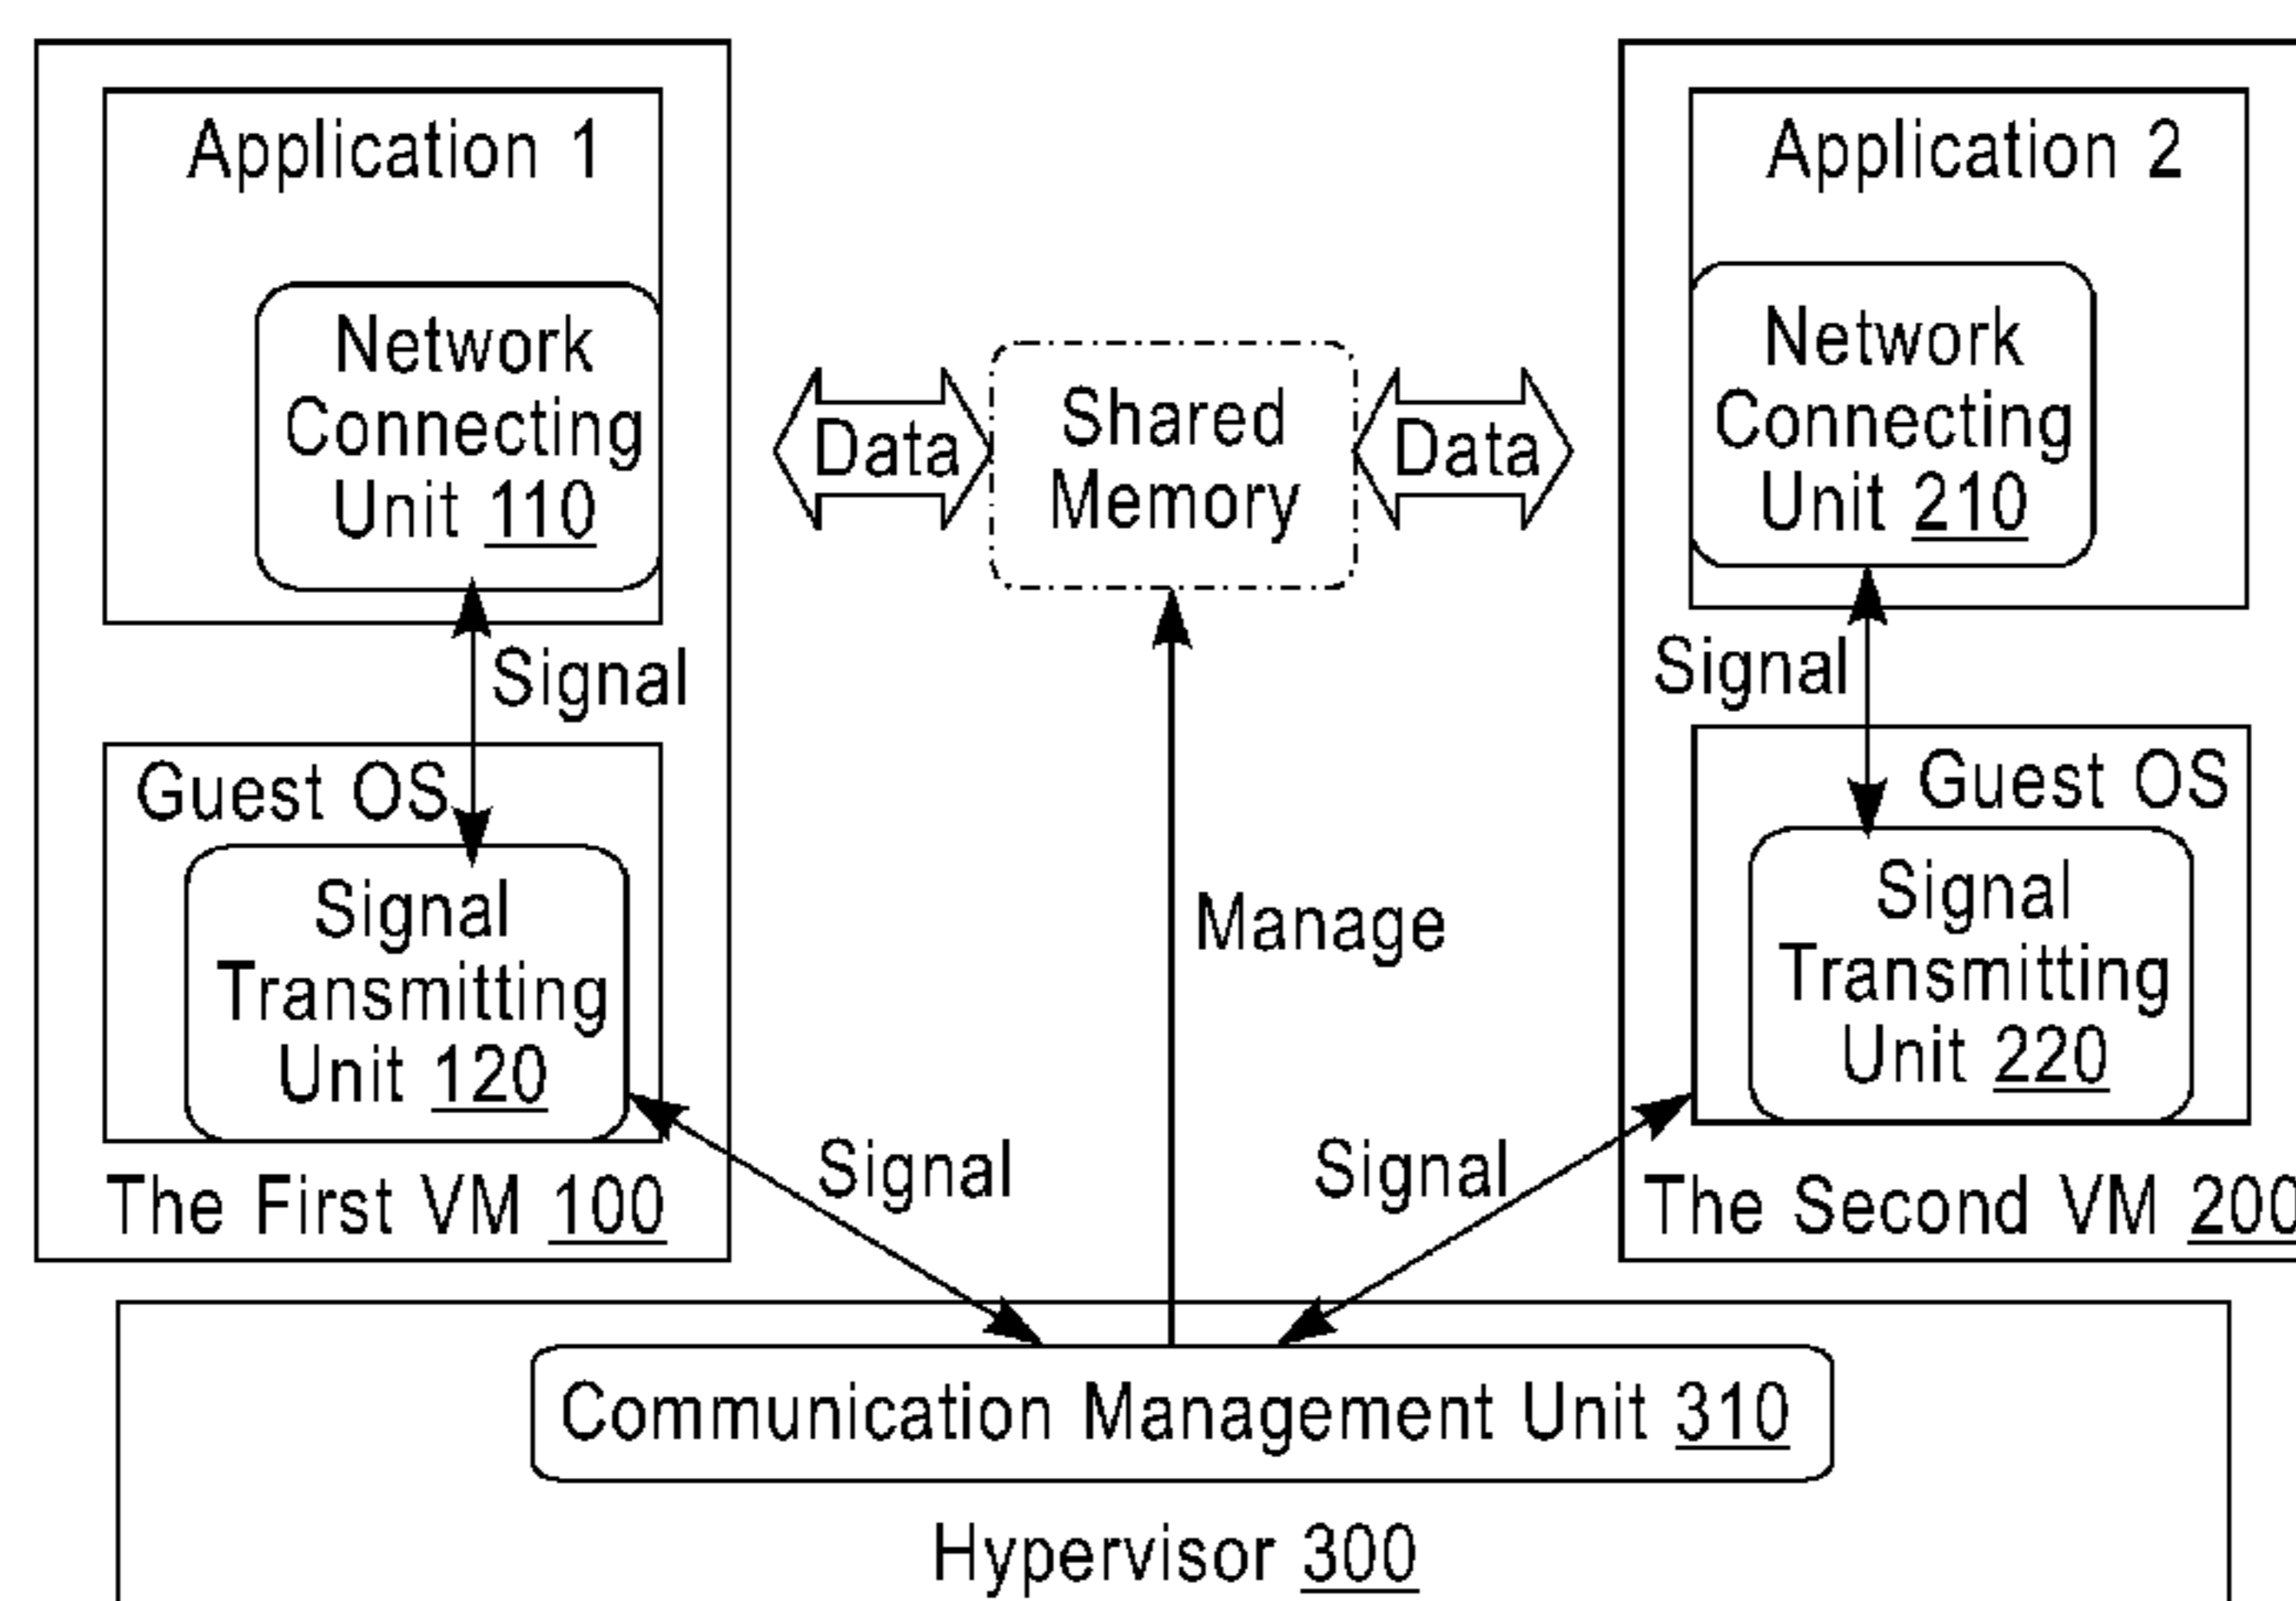 Application 1
Network
Connecting
Unit 110
Signal
Guest OS
Signal
Transmitting
Unit 120
The First VM 100
Data
Shared
Memory
Data
Manage
Signal
Signal
Application 2
Network
Connecting
Unit 210
Signal
Guest OS
Signal
Transmitting
Unit 220
The Second VM 200
Communication Management Unit 310
Hypervisor 300